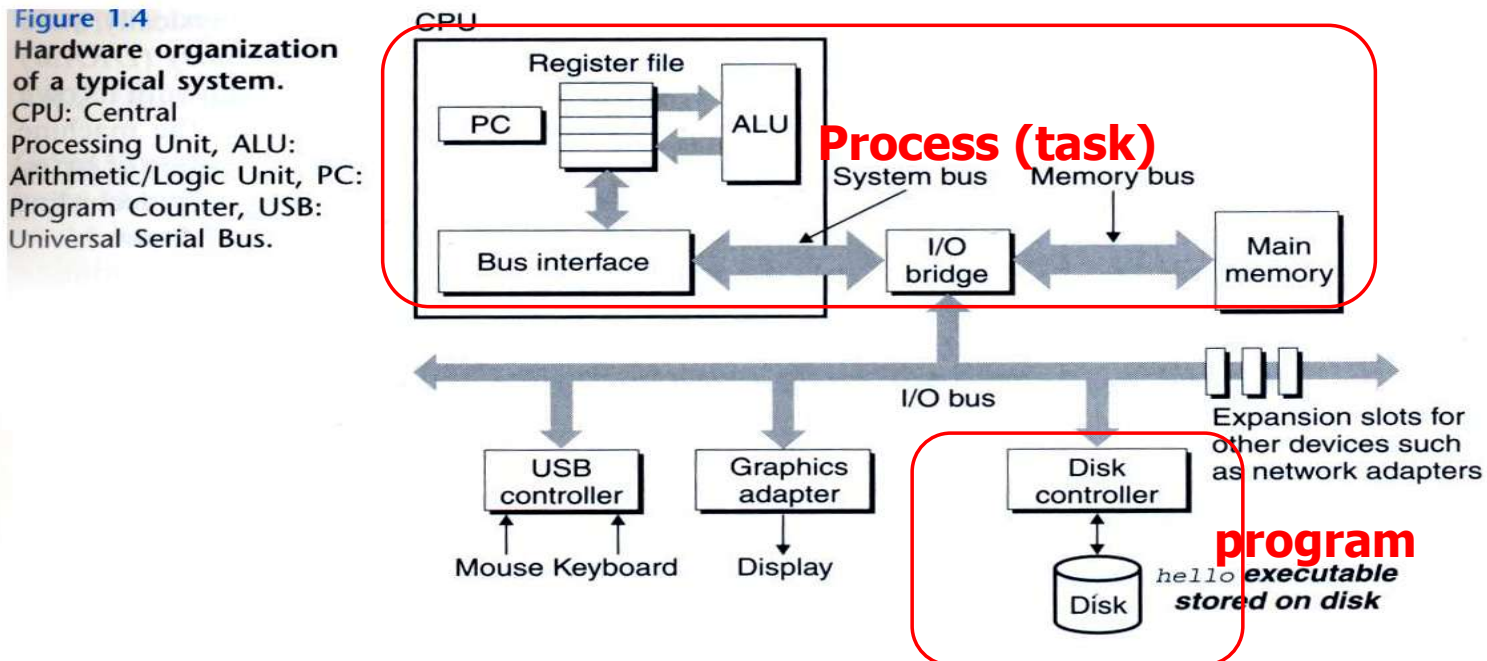 Figure 1.4
Hardware organization
of a typical system.
CPU: Central
Processing Unit, ALU:
Arithmetic/Logic Unit, PC:
Program Counter, USB:
Universal Serial Bus.
CPU
Register file
PC
ALU
Process (task)
System bus
Memory bus
Bus interface
I/O
bridge
Main
memory
I/O bus
Expansion slots for
other devices such
as network adapters
USB
controller
Graphics
adapter
Disk
controller
Mouse Keyboard
Display
Disk
program
hello executable
stored on disk